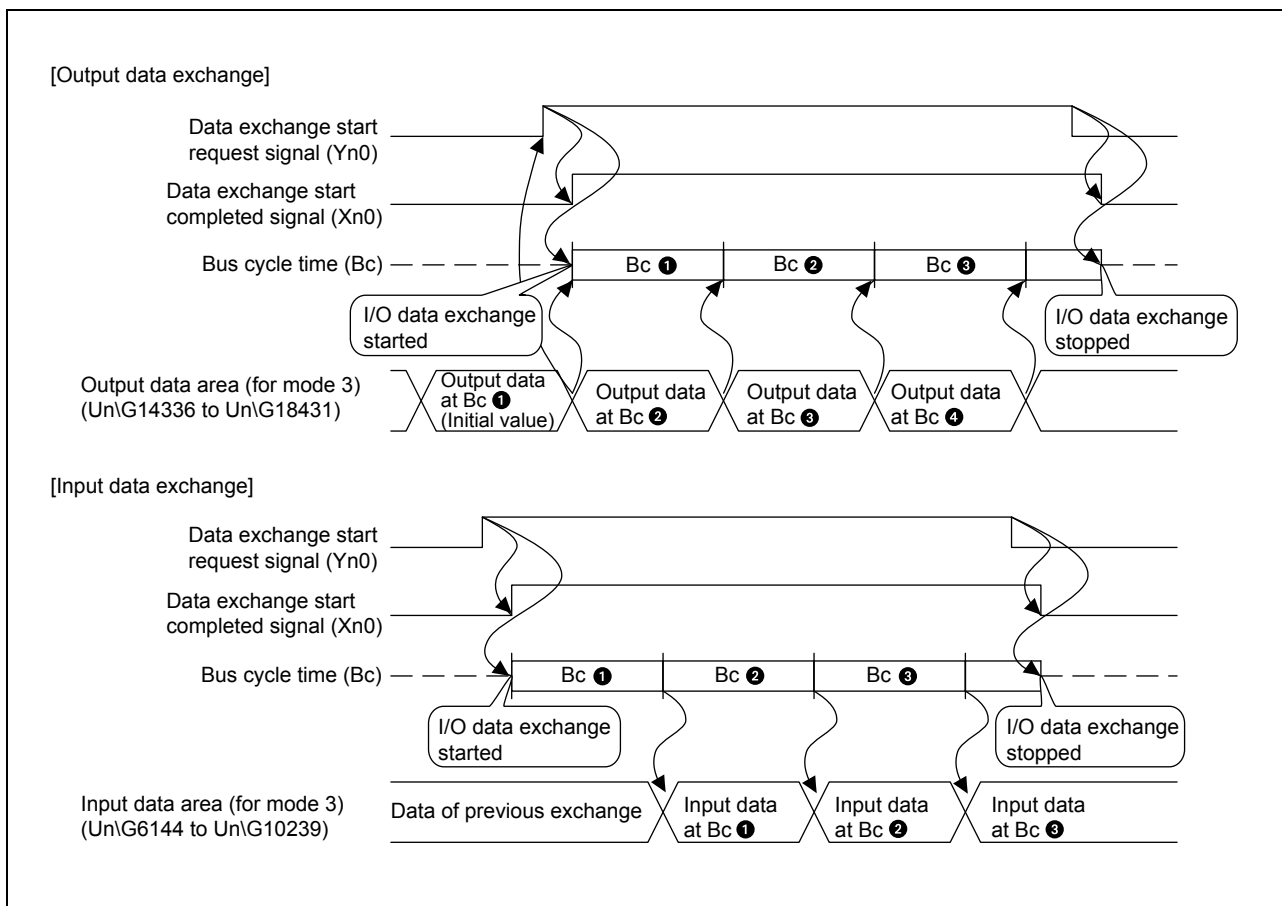 [Output data exchange]
Data exchange start
request signal (Yn0)
Data exchange start
completed signal (Xn0)
Bus cycle time (Bc)
Bc ❶
Bc ❷
Bc ❸
I/O data exchange
started
I/O data exchange
stopped
Output data area (for mode 3)
(Un\G14336 to Un\G18431)
Output data
at Bc ❶
(Initial value)
Output data
at Bc ❷
Output data
at Bc ❸
Output data
at Bc ❹
[Input data exchange]
Data exchange start
request signal (Yn0)
Data exchange start
completed signal (Xn0)
Bus cycle time (Bc)
Bc ❶
Bc ❷
Bc ❸
I/O data exchange
started
I/O data exchange
stopped
Input data area (for mode 3)
(Un\G6144 to Un\G10239)
Data of previous exchange
Input data
at Bc ❶
Input data
at Bc ❷
Input data
at Bc ❸